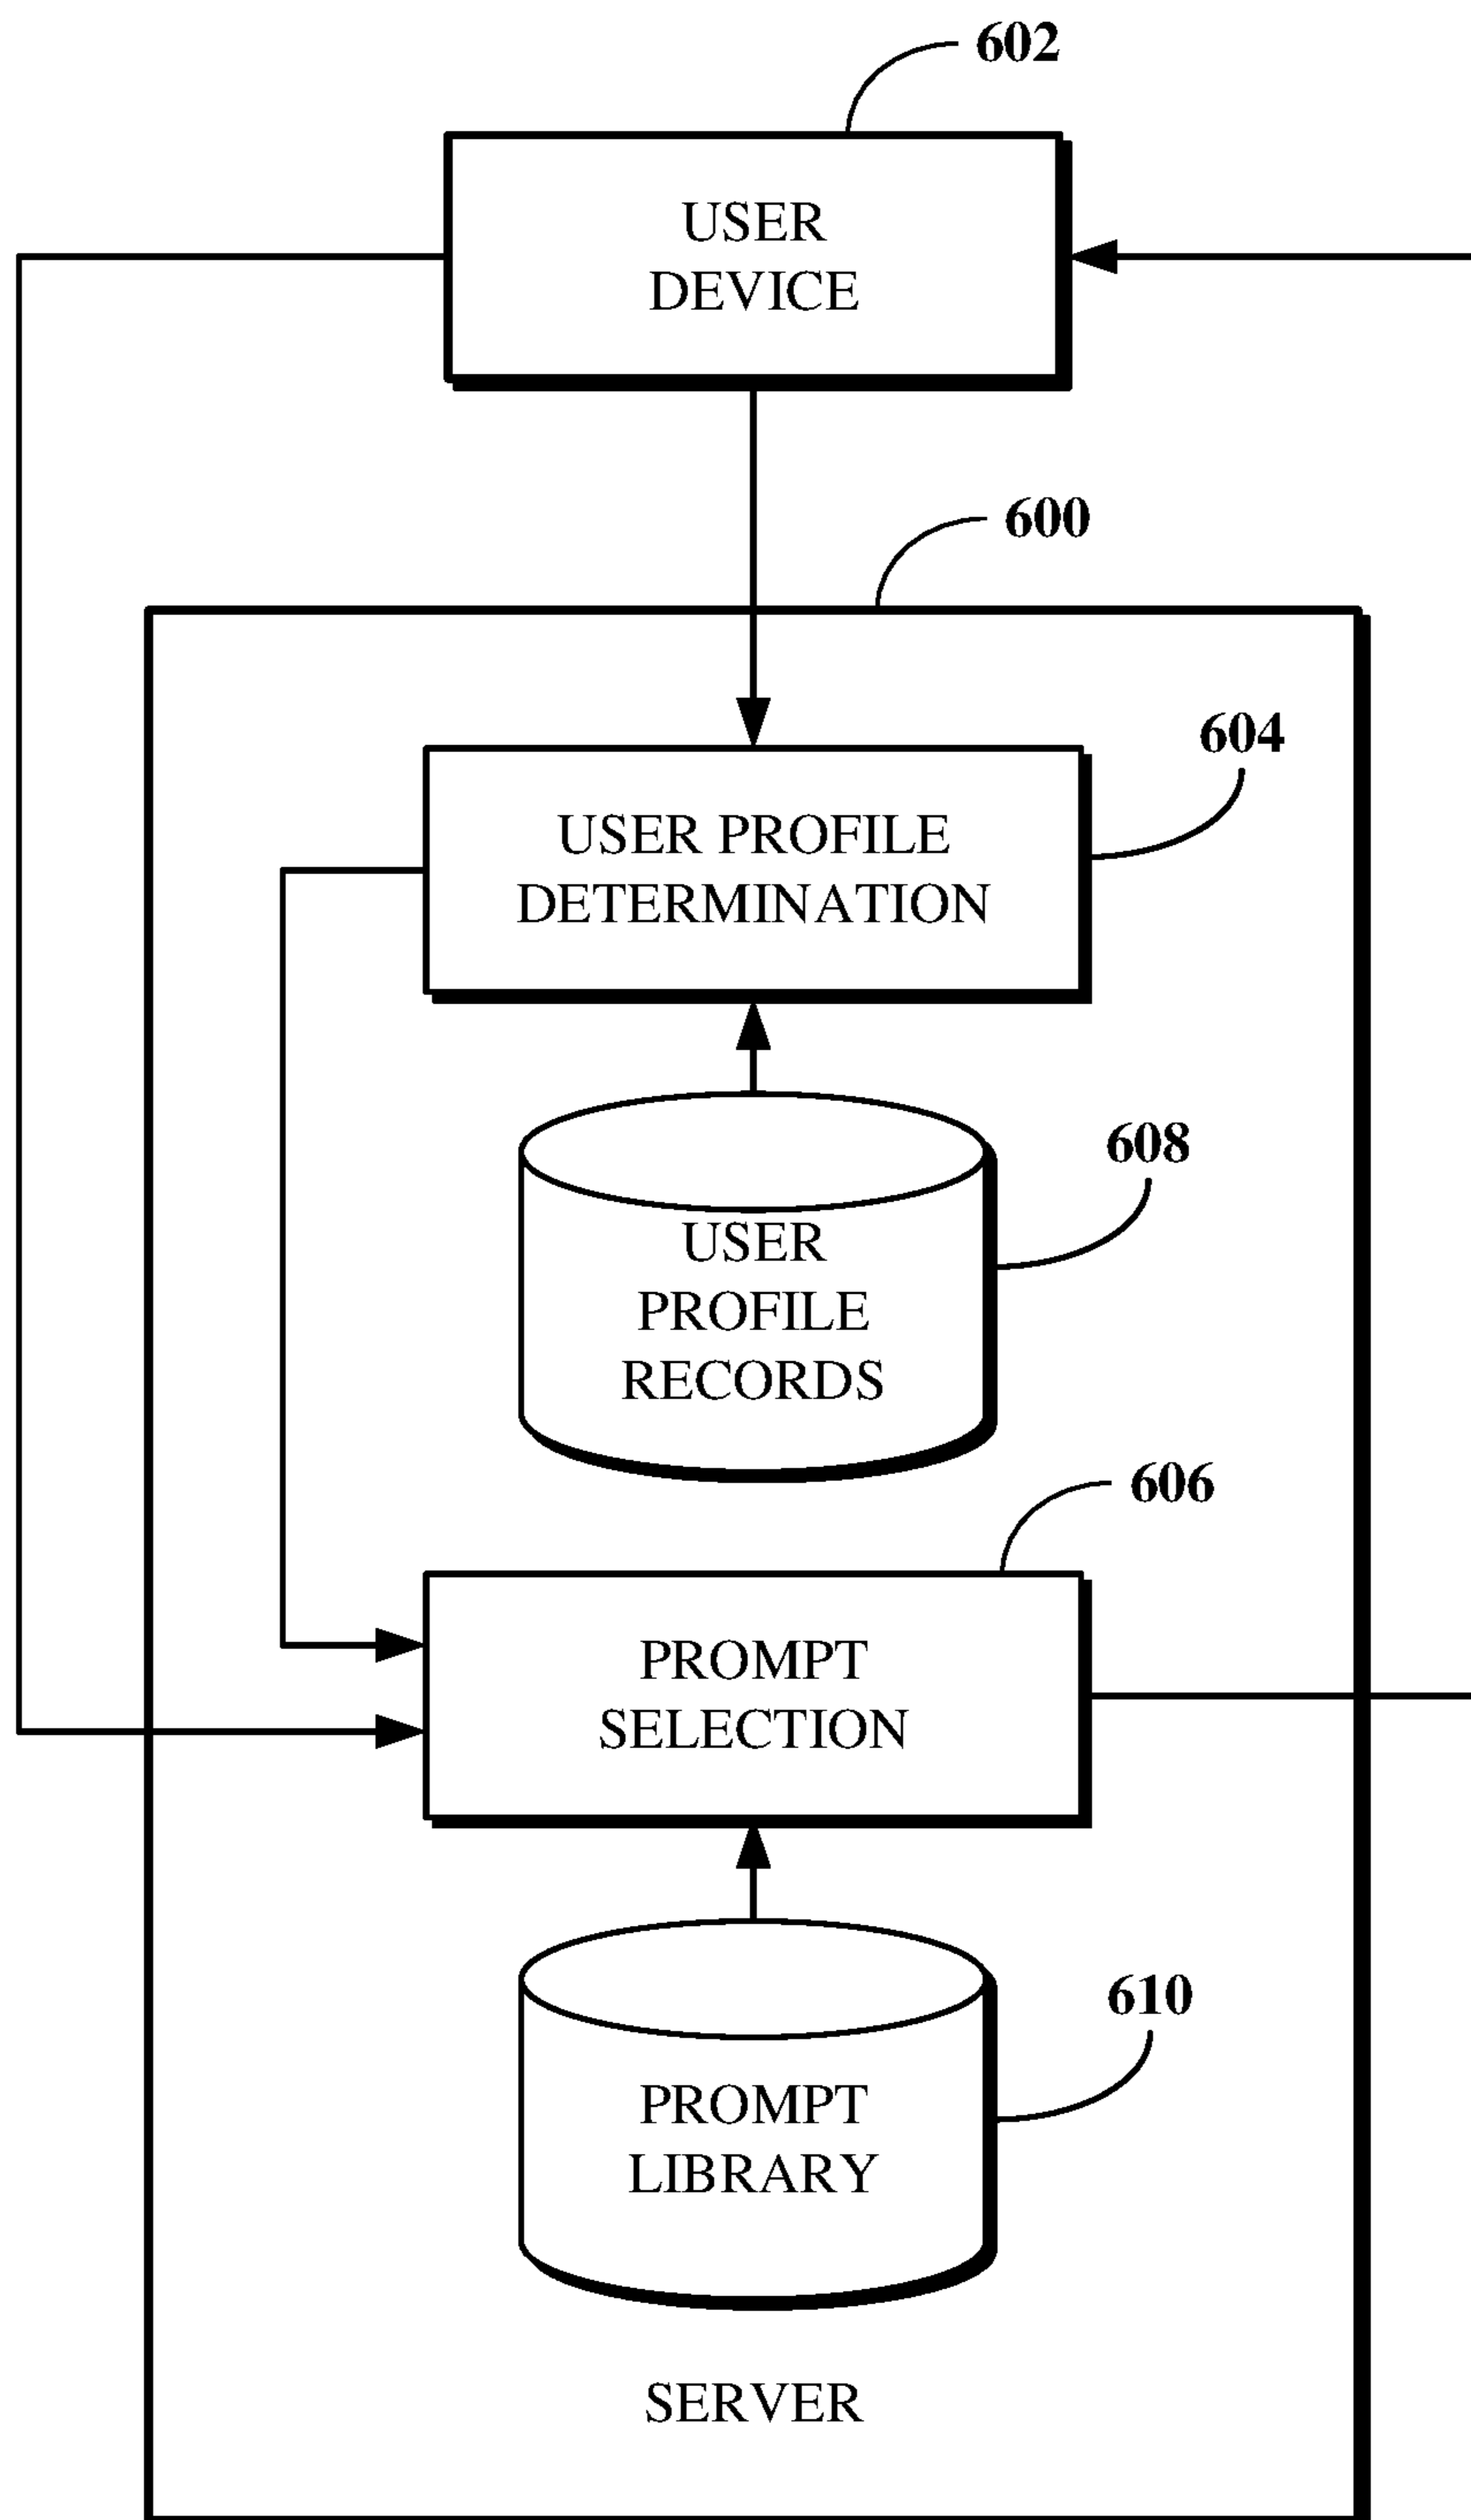 602
USER
DEVICE
600
604
USER PROFILE
DETERMINATION
608
USER
PROFILE
RECORDS
606
PROMPT
SELECTION
610
PROMPT
LIBRARY
SERVER